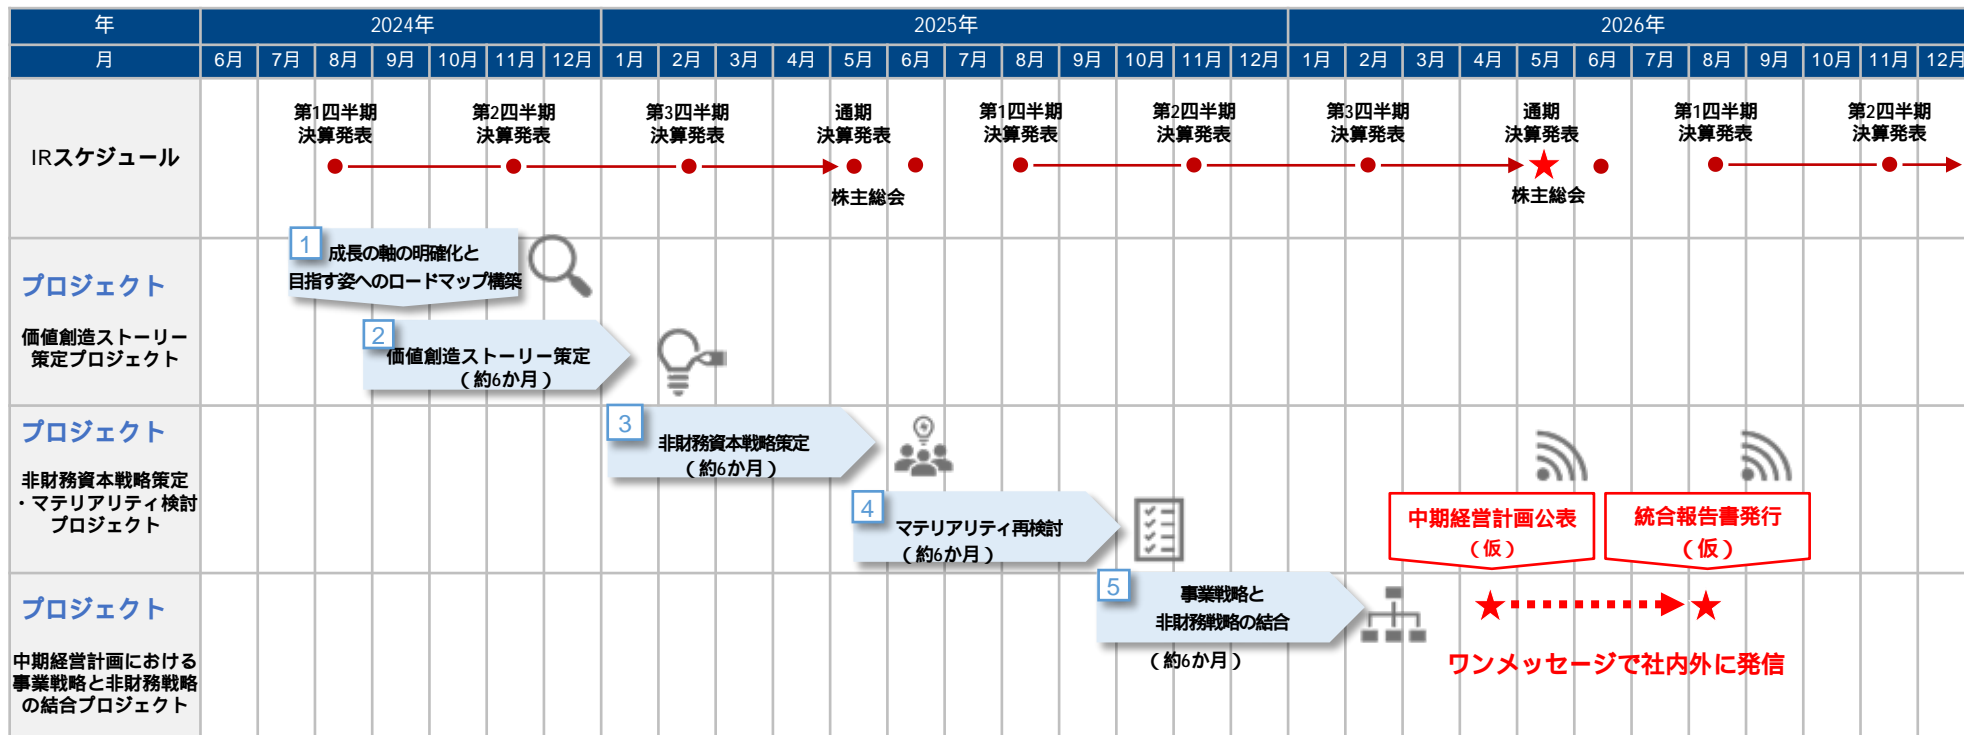 年 2024年 2025年 2026年
月 6月 7月 8月 9月 10月 11月 12月 1月 2月 3月 4月 5月 6月 7月 8月 9月 10月 11月 12月 1月 2月 3月 4月 5月 6月 7月 8月 9月 10月 11月 12月
IRスケジュール
第1四半期
決算発表
第2四半期
決算発表
第3四半期
決算発表
通期
決算発表
株主総会
第1四半期
決算発表
第2四半期
決算発表
第3四半期
決算発表
通期
決算発表
株主総会
第1四半期
決算発表
第2四半期
決算発表
プロジェクト
価値創造ストーリー
策定プロジェクト
1
成長の軸の明確化と
目指す姿へのロードマップ構築
2
価値創造ストーリー策定
(約6か月)
プロジェクト
非財務資本戦略策定
・マテリアリティ検討
プロジェクト
3
非財務資本戦略策定
(約6か月)
4
マテリアリティ再検討
(約6か月)
中期経営計画公表
(仮)
統合報告書発行
(仮)
プロジェクト
中期経営計画における
事業戦略と非財務戦略
の結合プロジェクト
5
事業戦略と
非財務戦略の結合
(約6か月)
ワンメッセージで社内外に発信